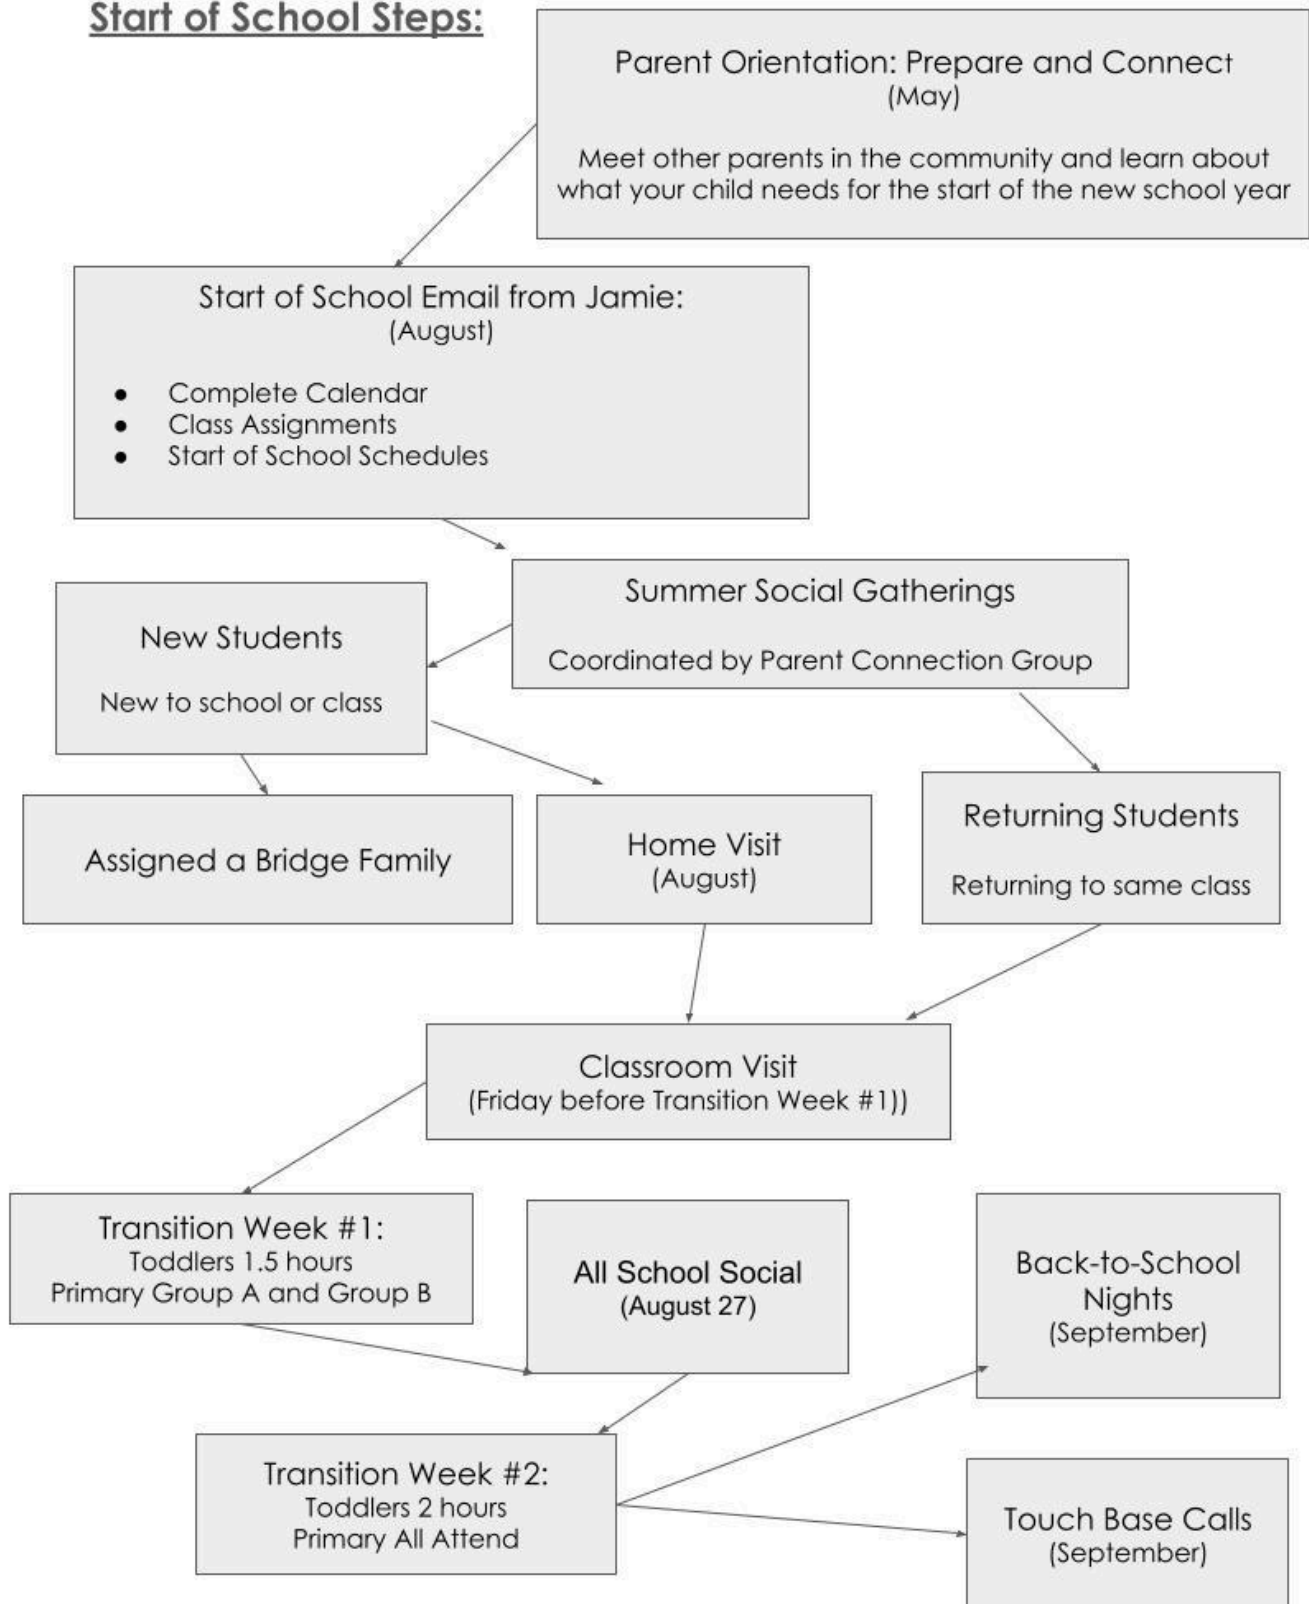 Start of School Steps:
Parent Orientation: Prepare and Connect
(May)
Meet other parents in the community and learn about
what your child needs for the start of the new school year
Start of School Email from Jamie:
(August)
● Complete Calendar
● Class Assignments
● Start of School Schedules
Summer Social Gatherings
Coordinated by Parent Connection Group
New Students
New to school or class
Assigned a Bridge Family
Home Visit
(August)
Returning Students
Returning to same class
Classroom Visit
(Friday before Transition Week #1))
Transition Week #1:
Toddlers 1.5 hours
Primary Group A and Group B
All School Social
(August 27)
Back-to-School
Nights
(September)
Transition Week #2:
Toddlers 2 hours
Primary All Attend
Touch Base Calls
(September)